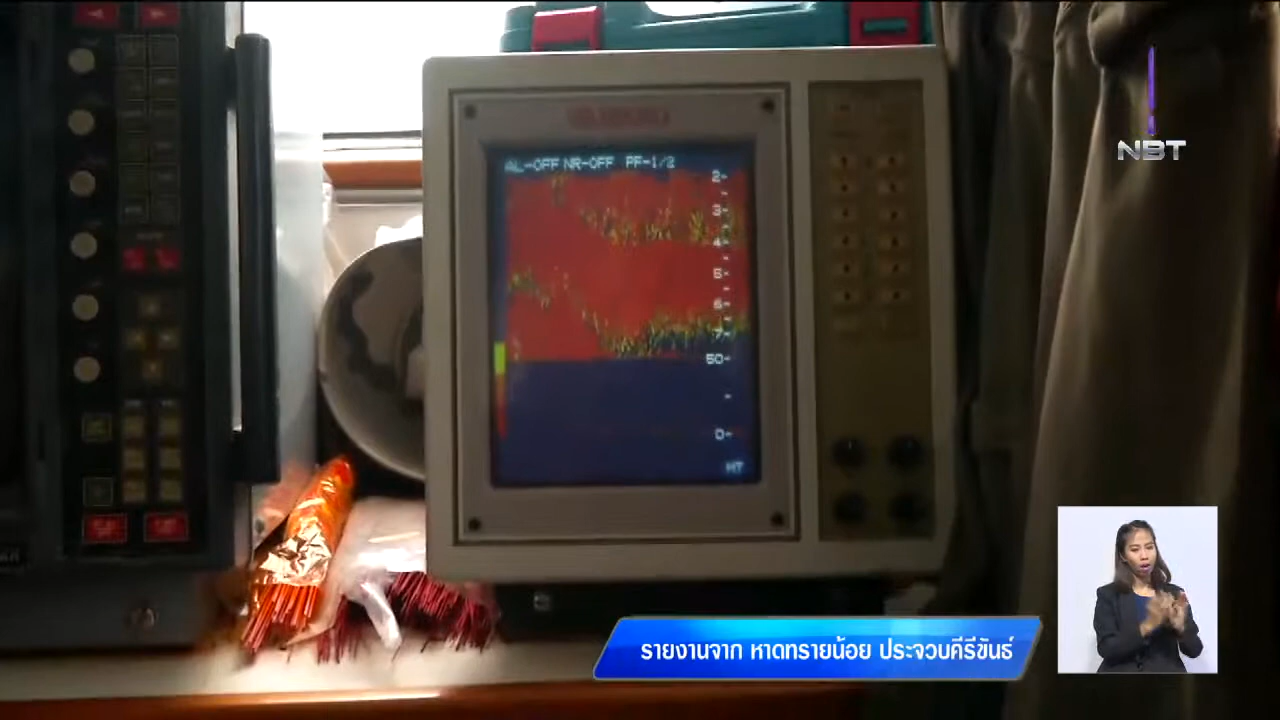 AL-OFF NR-OFF PF-1/2
2-
3-
4-
5-
6-
7-
50-
0-
NBT
รายงานจาก หาดทรายน้อย ประจวบคีรีขันธ์